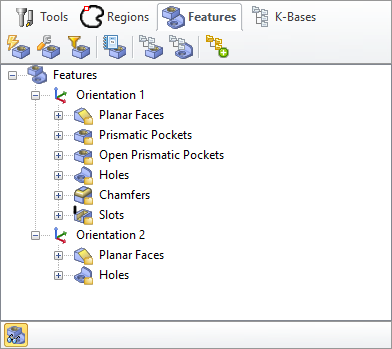 Tools Regions Features K-Bases
Features
Orientation 1
Planar Faces
Prismatic Pockets
Open Prismatic Pockets
Holes
Chamfers
Slots
Orientation 2
Planar Faces
Holes